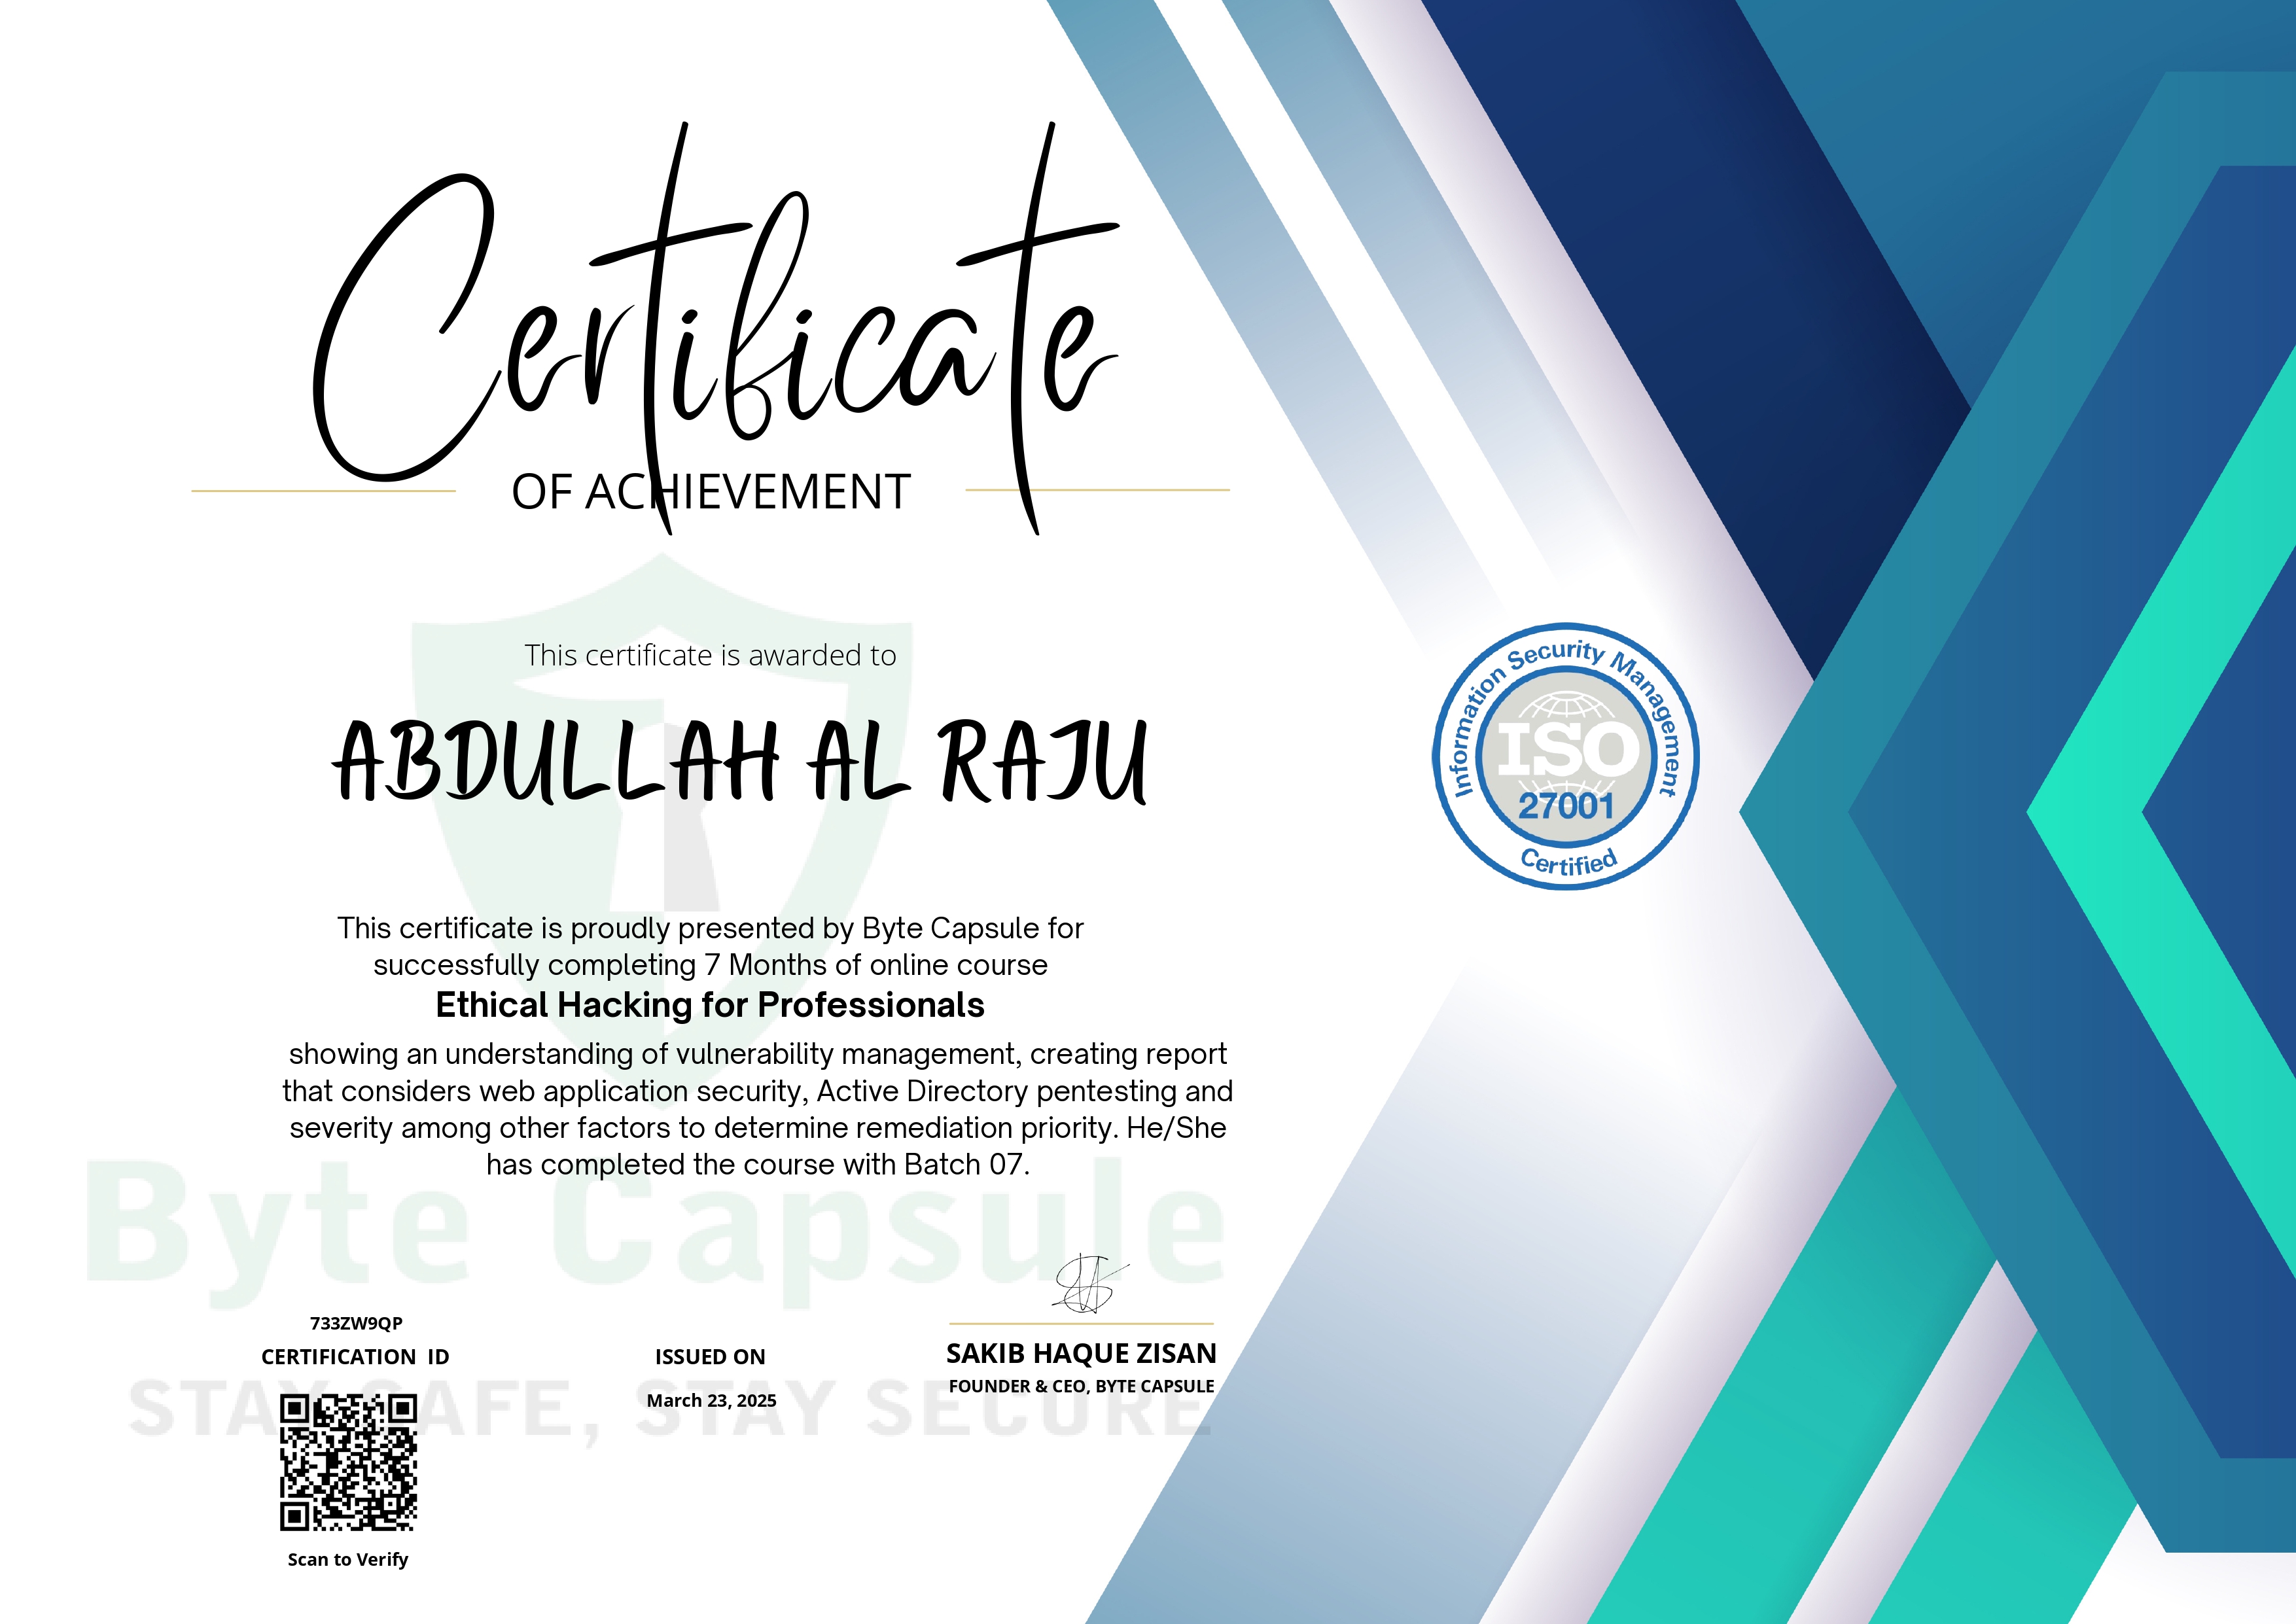 Certificate
OF ACHIEVEMENT
This certificate is awarded to
ABDULLAH AL RAJU
Information Security Management
ISO
27001
Certified
This certificate is proudly presented by Byte Capsule for
successfully completing 7 Months of online course
Ethical Hacking for Professionals
showing an understanding of vulnerability management, creating report
that considers web application security, Active Directory pentesting and
severity among other factors to determine remediation priority. He/She
has completed the course with Batch 07.
Byte Capsule
733ZW9QP
CERTIFICATION ID
ISSUED ON
March 23, 2025
SAKIB HAQUE ZISAN
FOUNDER & CEO, BYTE CAPSULE
STAY SAFE, STAY SECURE
Scan to Verify